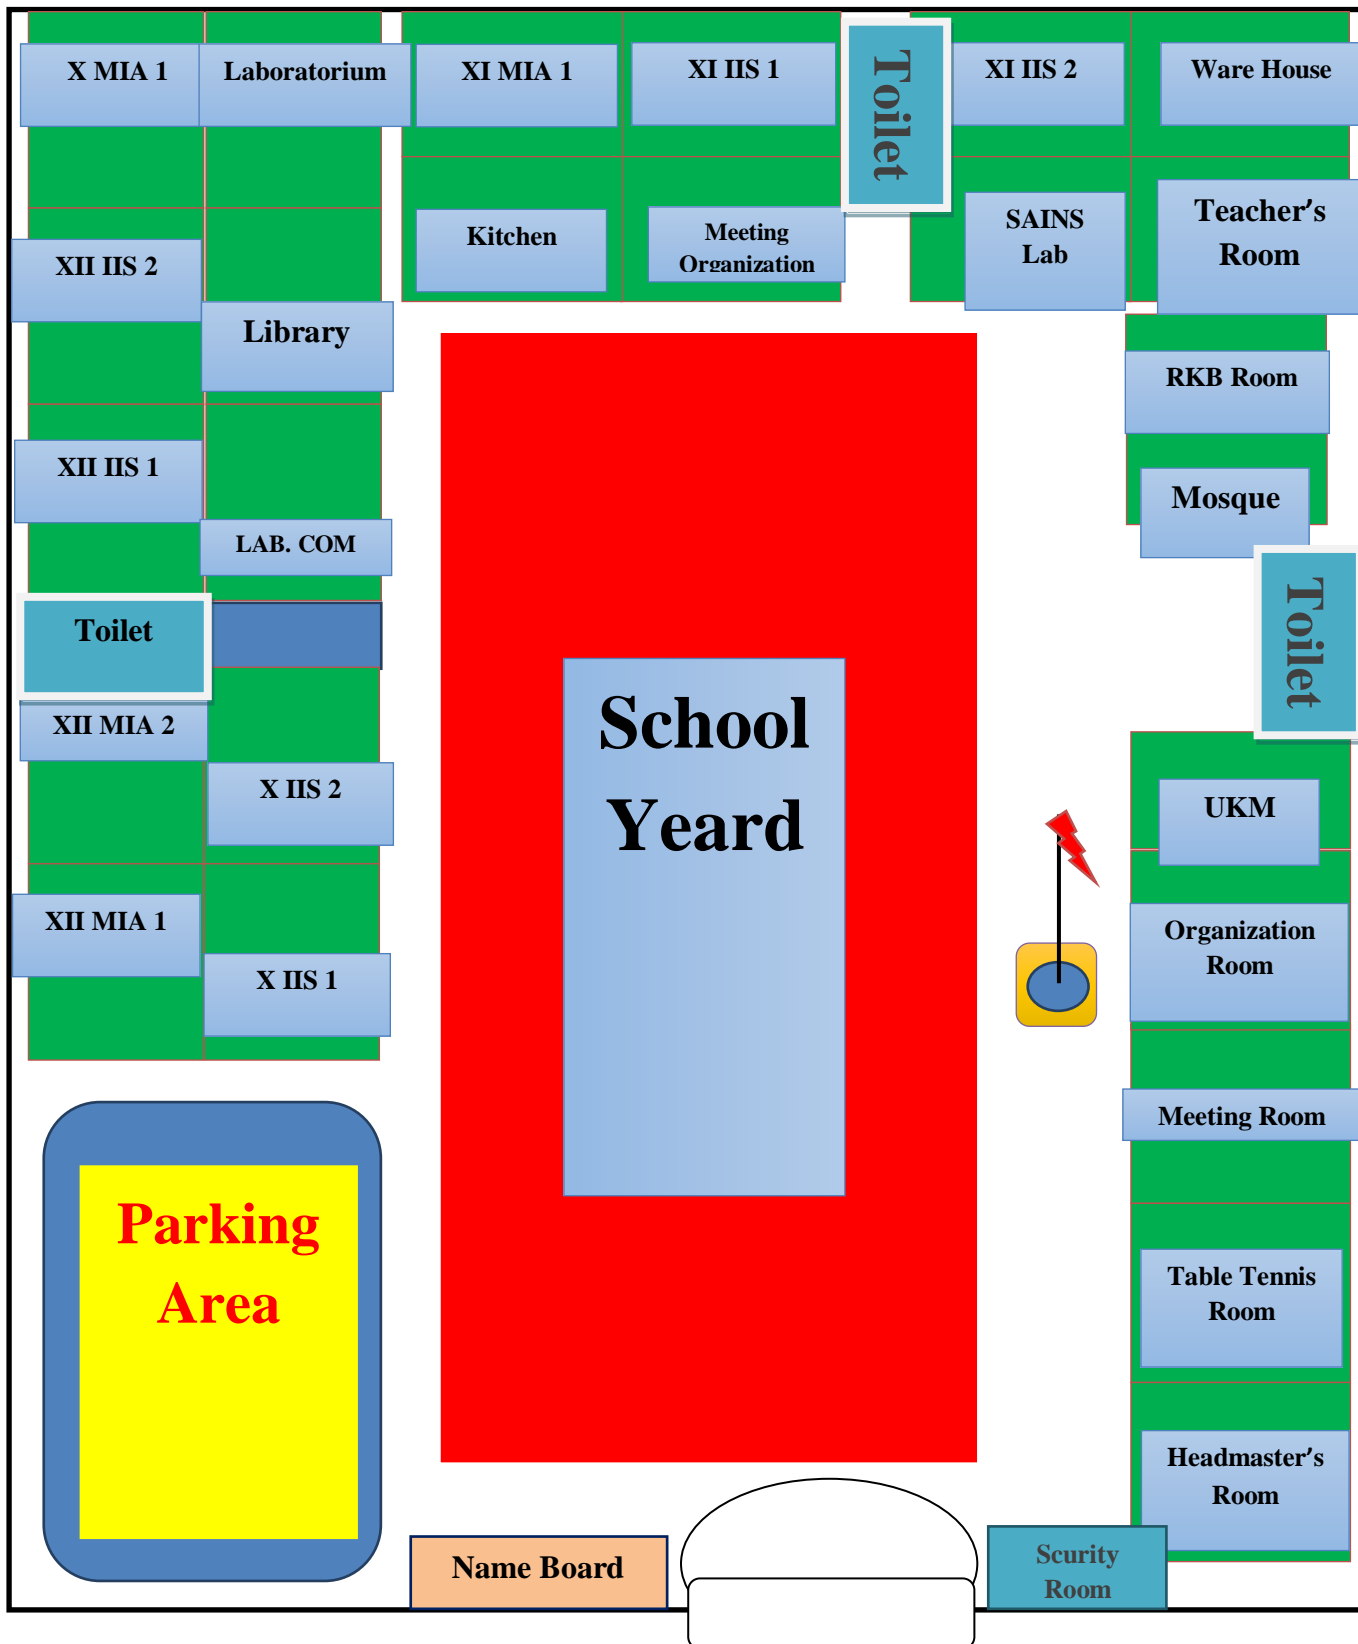 X MIA 1
Laboratorium
XI MIA 1
XI IIS 1
Toilet
XI IIS 2
Ware House
XII IIS 2
Library
Kitchen
Meeting
Organization
SAINS
Lab
Teacher’s
Room
RKB Room
XII IIS 1
LAB. COM
Mosque
Toilet
Toilet
XII MIA 2
X IIS 2
School
Yeard
UKM
XII MIA 1
X IIS 1
Organization
Room
Meeting Room
Parking
Area
Table Tennis
Room
Headmaster’s
Room
Name Board
Scurity
Room